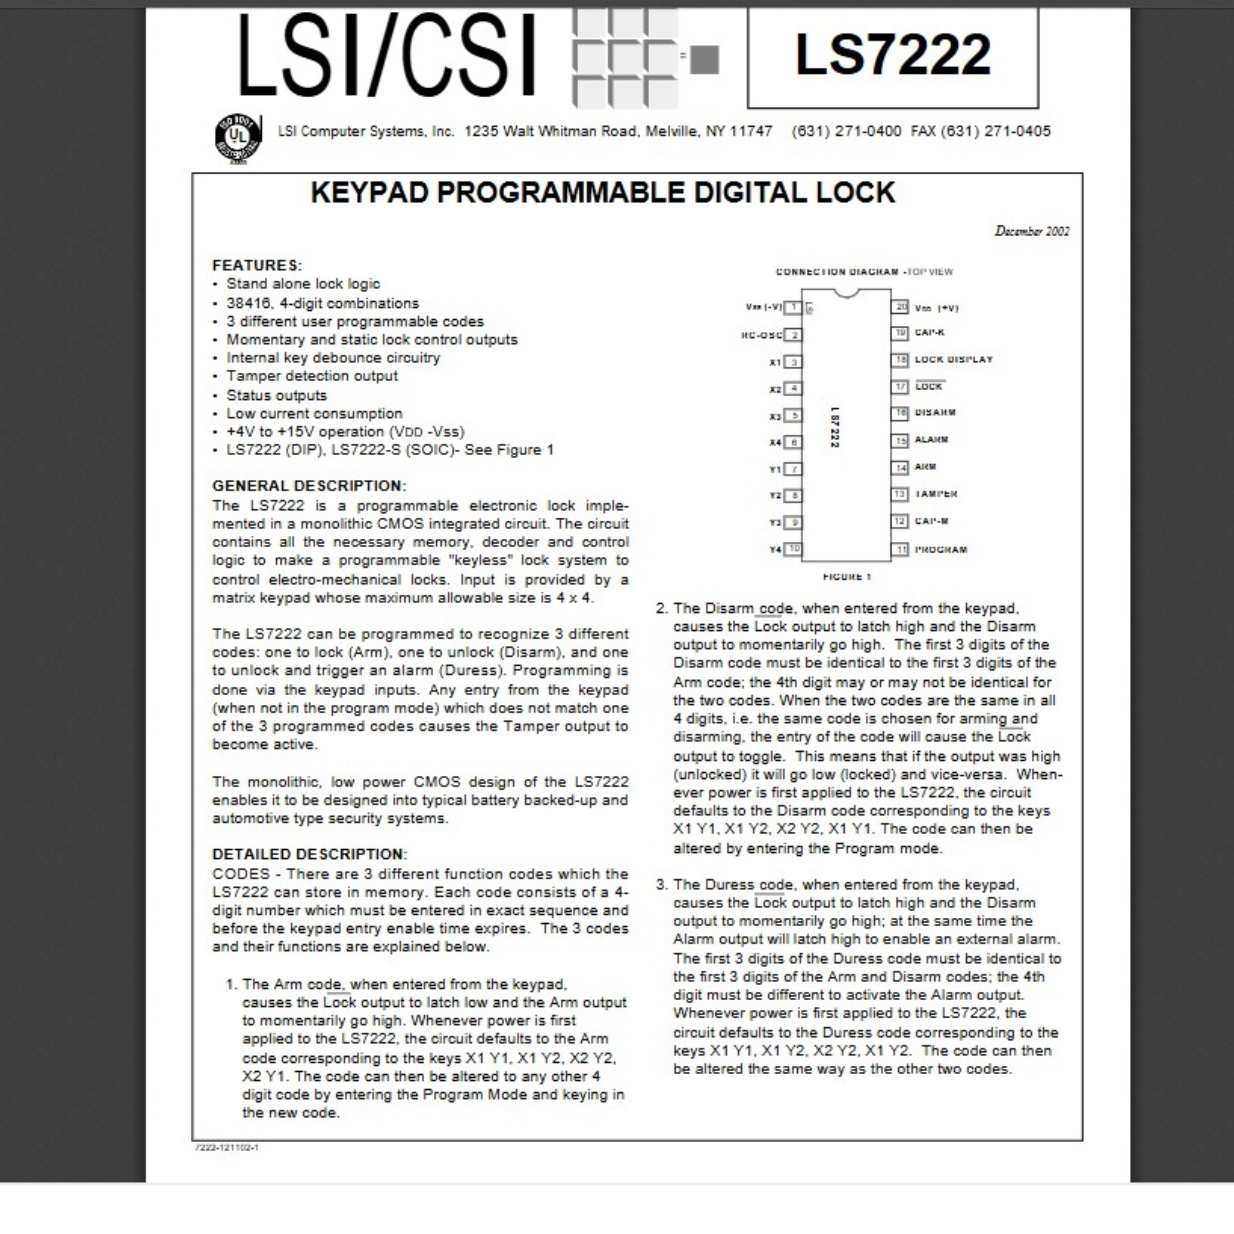 LSI/CSI
LS7222
UL
LSI Computer Systems, Inc. 1235 Walt Whitman Road, Melville, NY 11747 (631) 271-0400 FAX (631) 271-0405
KEYPAD PROGRAMMABLE DIGITAL LOCK
December 2002
FEATURES:
• Stand alone lock logic
• 38416, 4-digit combinations
• 3 different user programmable codes
• Momentary and static lock control outputs
• Internal key debounce circuitry
• Tamper detection output
• Status outputs
• Low current consumption
• +4V to +15V operation (VDD -Vss)
• LS7222 (DIP), LS7222-S (SOIC)- See Figure 1
GENERAL DESCRIPTION:
The LS7222 is a programmable electronic lock imple-
mented in a monolithic CMOS integrated circuit. The circuit
contains all the necessary memory, decoder and control
logic to make a programmable "keyless" lock system to
control electro-mechanical locks. Input is provided by a
matrix keypad whose maximum allowable size is 4 x 4.
The LS7222 can be programmed to recognize 3 different
codes: one to lock (Arm), one to unlock (Disarm), and one
to unlock and trigger an alarm (Duress). Programming is
done via the keypad inputs. Any entry from the keypad
(when not in the program mode) which does not match one
of the 3 programmed codes causes the Tamper output to
become active.
The monolithic, low power CMOS design of the LS7222
enables it to be designed into typical battery backed-up and
automotive type security systems.
DETAILED DESCRIPTION:
CODES - There are 3 different function codes which the
LS7222 can store in memory. Each code consists of a 4-
digit number which must be entered in exact sequence and
before the keypad entry enable time expires. The 3 codes
and their functions are explained below.
1. The Arm code, when entered from the keypad,
causes the Lock output to latch low and the Arm output
to momentarily go high. Whenever power is first
applied to the LS7222, the circuit defaults to the Arm
code corresponding to the keys X1 Y1, X1 Y2, X2 Y2,
X2 Y1. The code can then be altered to any other 4
digit code by entering the Program Mode and keying in
the new code.
CONNECTION DIAGRAM -TOP VIEW
Vss (-V) 1 20 VDD (+V)
RC-OSC 2 19 CAP-K
X1 3 18 LOCK DISPLAY
X2 4 17 LOCK
X3 5 16 DISARM
X4 6 15 ALARM
Y1 7 14 ARM
Y2 8 13 TAMPER
Y3 9 12 CAP-M
Y4 10 11 PROGRAM
LS7222
FIGURE 1
2. The Disarm code, when entered from the keypad,
causes the Lock output to latch high and the Disarm
output to momentarily go high. The first 3 digits of the
Disarm code must be identical to the first 3 digits of the
Arm code; the 4th digit may or may not be identical for
the two codes. When the two codes are the same in all
4 digits, i.e. the same code is chosen for arming and
disarming, the entry of the code will cause the Lock
output to toggle. This means that if the output was high
(unlocked) it will go low (locked) and vice-versa. When-
ever power is first applied to the LS7222, the circuit
defaults to the Disarm code corresponding to the keys
X1 Y1, X1 Y2, X2 Y2, X1 Y1. The code can then be
altered by entering the Program mode.
3. The Duress code, when entered from the keypad,
causes the Lock output to latch high and the Disarm
output to momentarily go high; at the same time the
Alarm output will latch high to enable an external alarm.
The first 3 digits of the Duress code must be identical to
the first 3 digits of the Arm and Disarm codes; the 4th
digit must be different to activate the Alarm output.
Whenever power is first applied to the LS7222, the
circuit defaults to the Duress code corresponding to the
keys X1 Y1, X1 Y2, X2 Y2, X1 Y2. The code can then
be altered the same way as the other two codes.
7222-121102-1